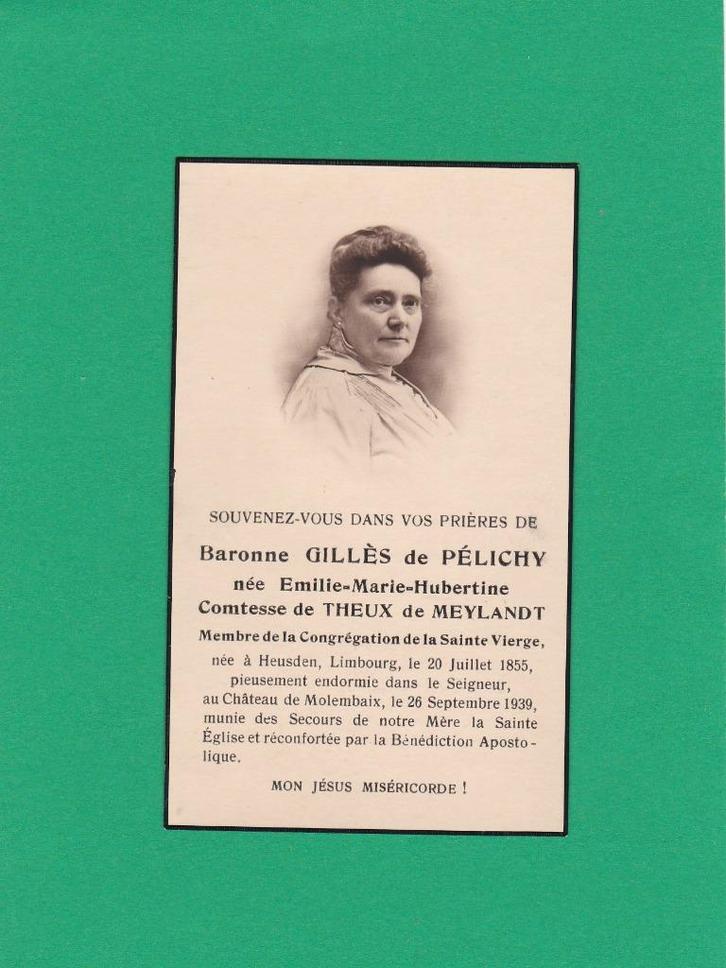 SOUVENEZ-VOUS DANS VOS PRIÈRES DE
Baronne GILLÈS de PÉLICHY
née Emilie-Marie-Hubertine
Comtesse de THEUX de MEYLANDT
Membre de la Congrégation de la Sainte Vierge,
née à Heusden, Limbourg, le 20 Juillet 1855,
pieusement endormie dans le Seigneur,
au Château de Molembaix, le 26 Septembre 1939,
munie des Secours de notre Mère la Sainte
Église et réconfortée par la Bénédiction Aposto-
lique.
MON JÉSUS MISÉRICORDE !